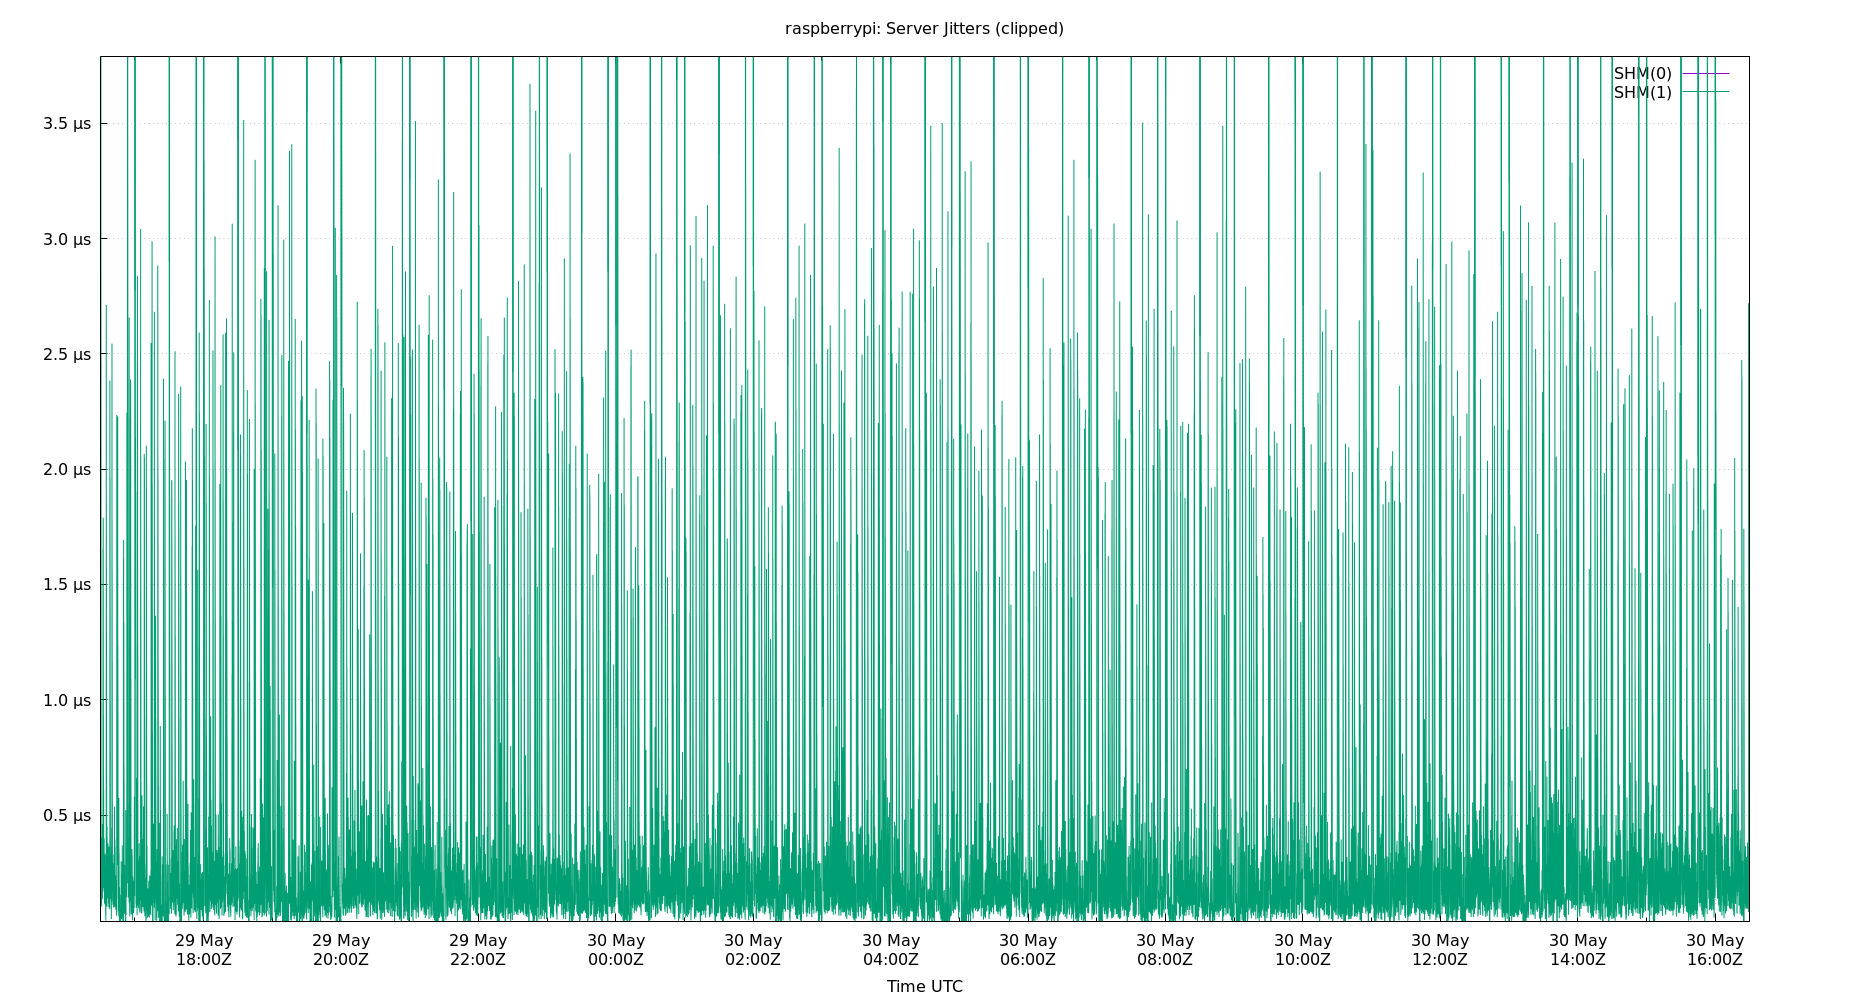 raspberrypi: Server Jitters (clipped)
SHM(0)
SHM(1)
3.5 µs
3.0 µs
2.5 µs
2.0 µs
1.5 µs
1.0 µs
0.5 µs
29 May 29 May 29 May 30 May 30 May 30 May 30 May 30 May 30 May 30 May 30 May 30 May
18:00Z 20:00Z 22:00Z 00:00Z 02:00Z 04:00Z 06:00Z 08:00Z 10:00Z 12:00Z 14:00Z 16:00Z
Time UTC